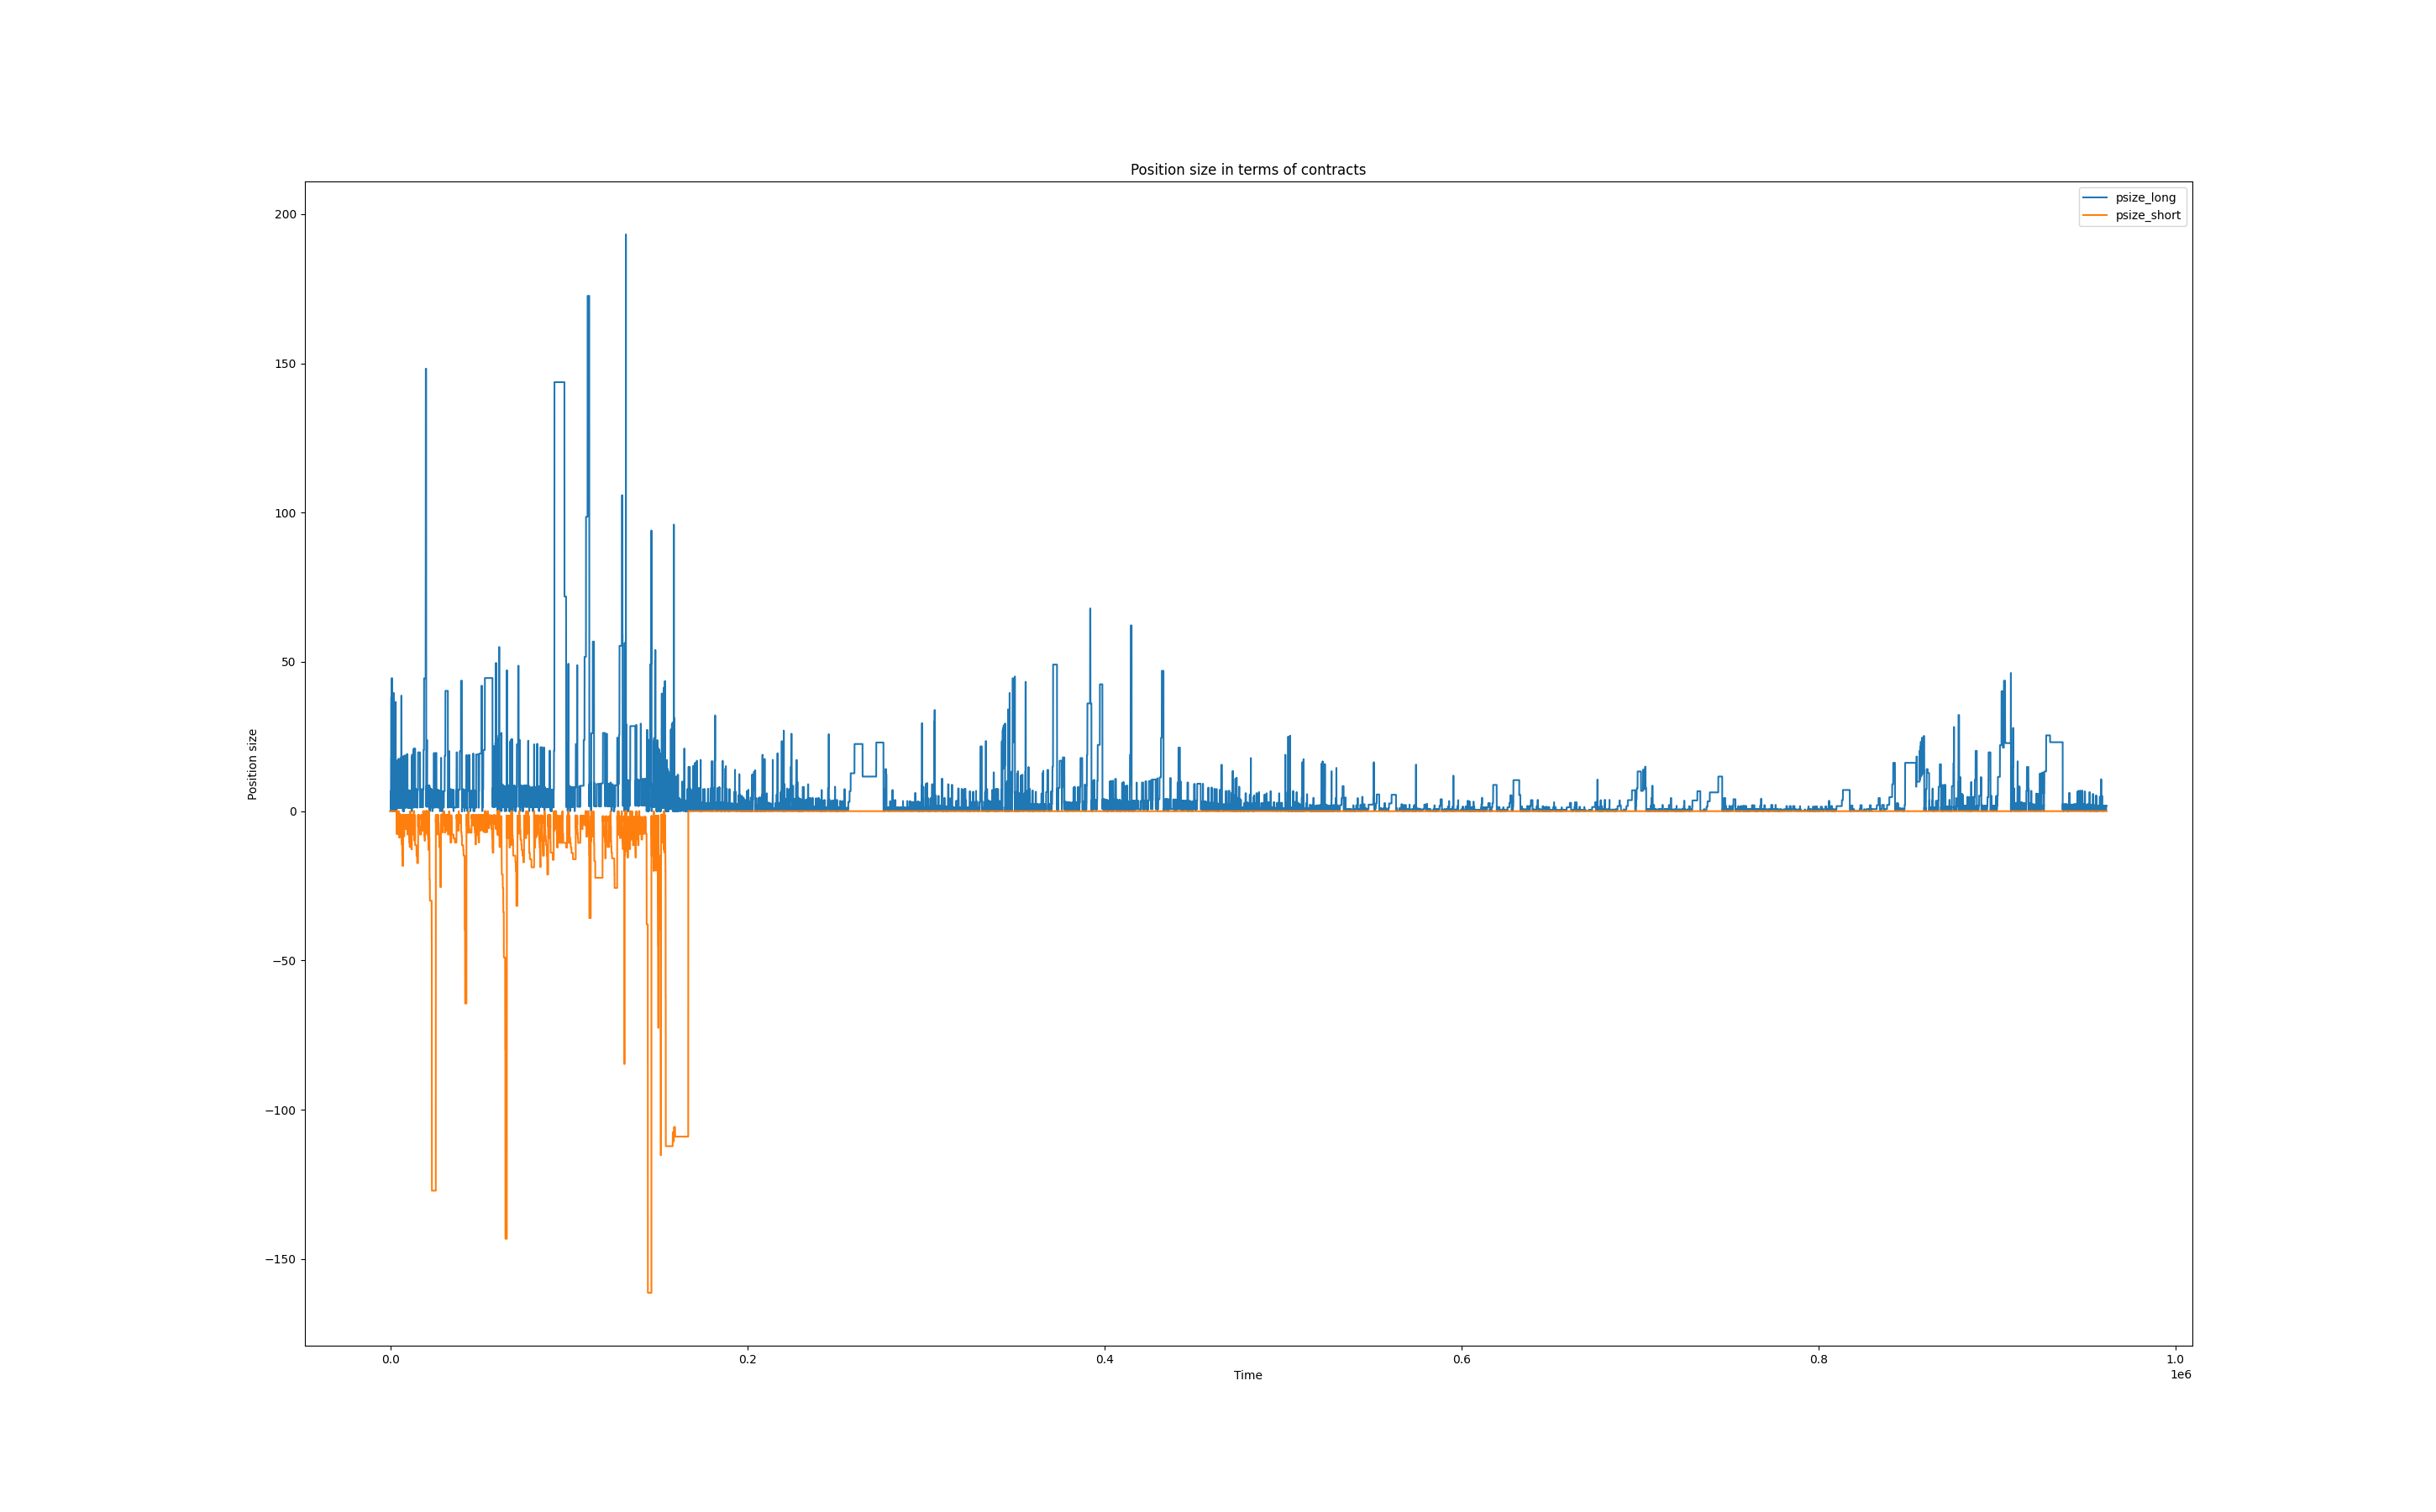 Position size in terms of contracts
psize_long
psize_short
200
150
100
50
0
−50
−100
−150
Position size
0.0
0.2
0.4
0.6
0.8
1.0
Time
1e6